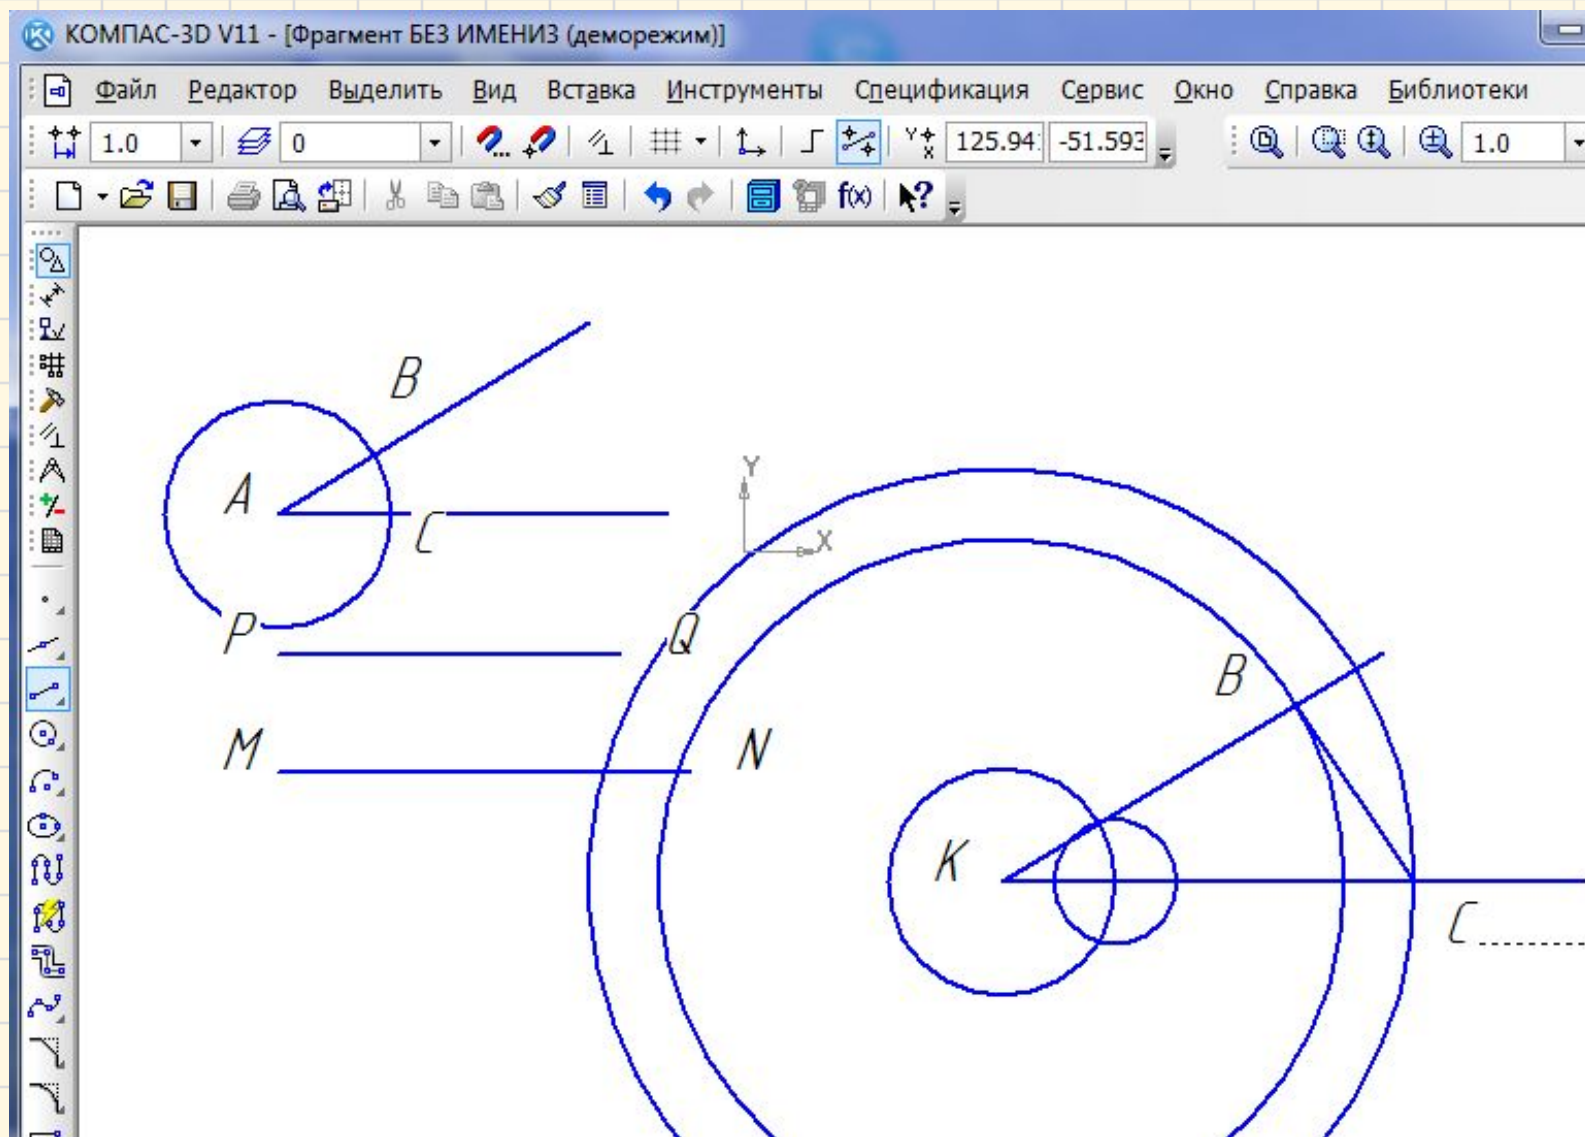 КОМПАС-3D V11 - [Фрагмент БЕЗ ИМЕНИ3 (деморежим)]
Файл Редактор Выделить Вид Вставка Инструменты Спецификация Сервис Окно Справка Библиотеки
1.0 0 125.94 -51.593 1.0
f(x)
B
A
C
Y
X
P Q
B
M N
K
C